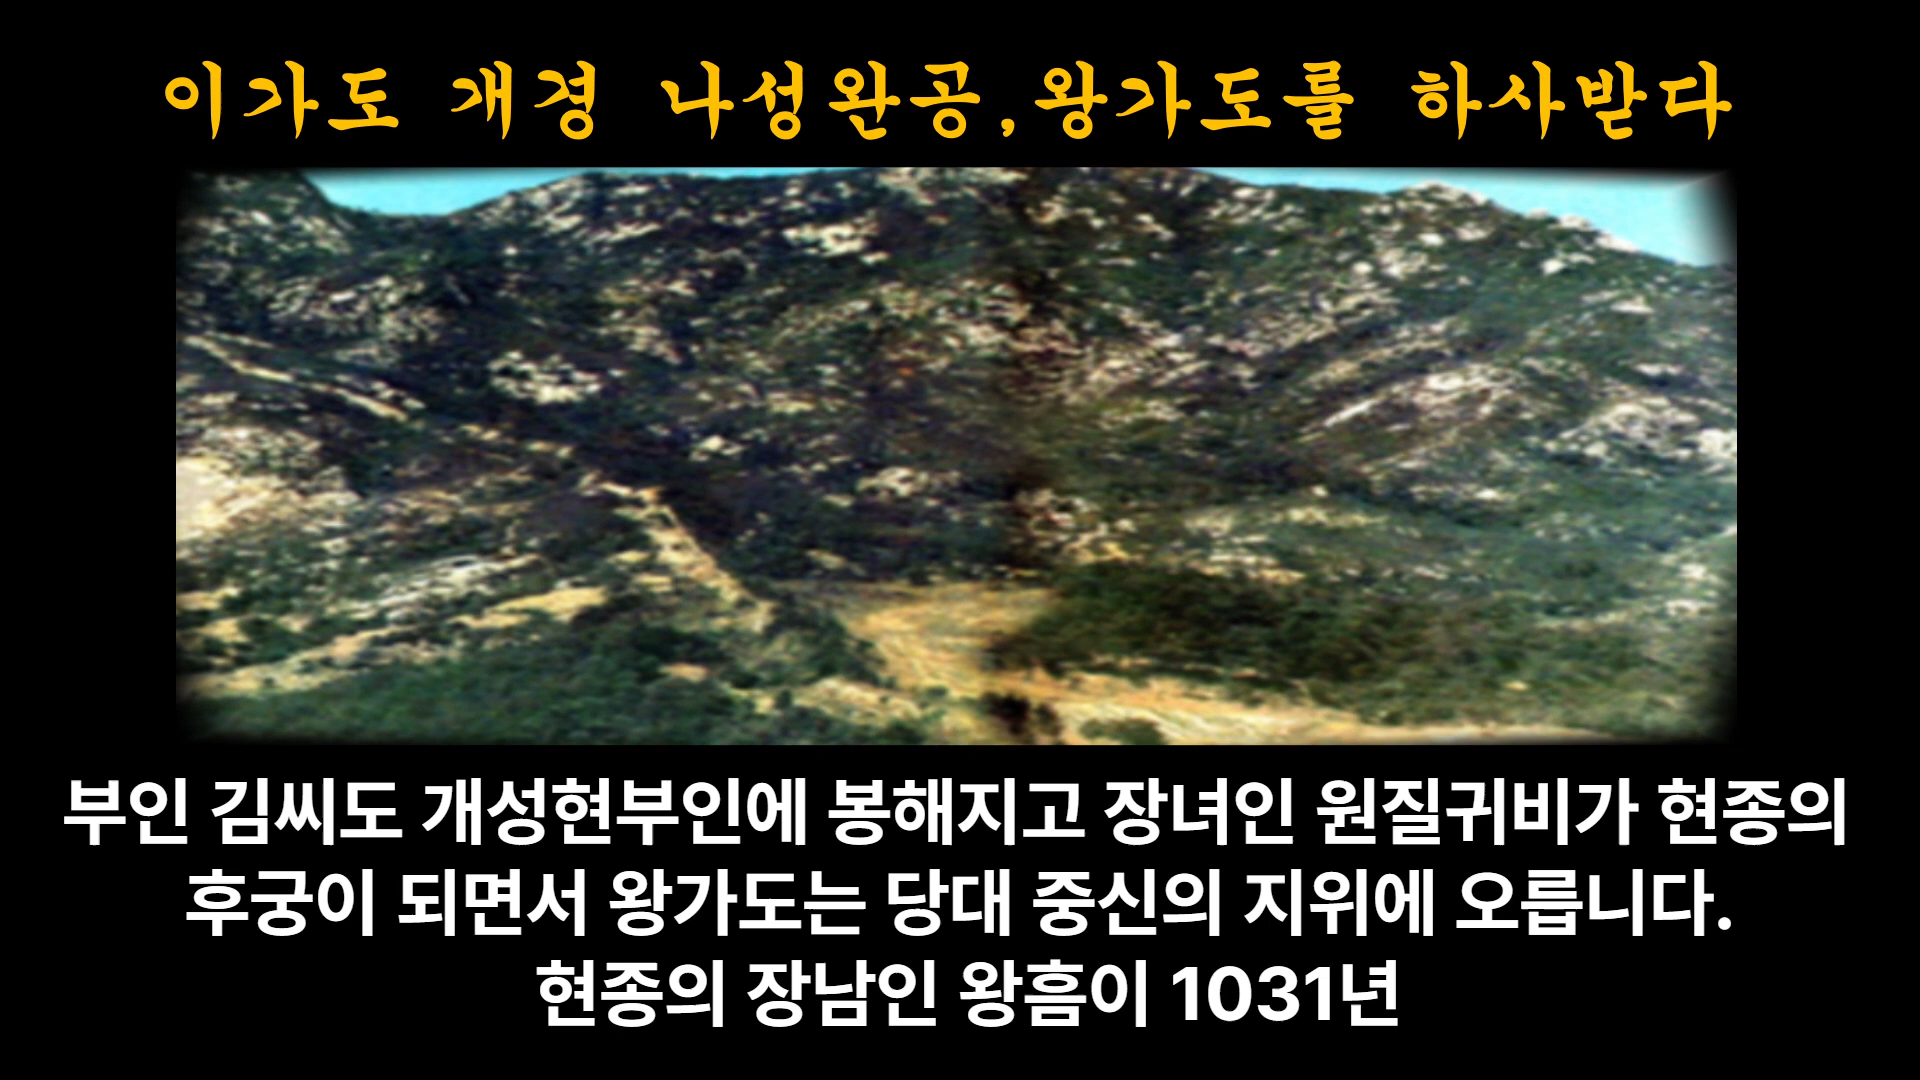 이가도 개경 나성완공,왕가도를 하사받다
부인 김씨도 개성현부인에 봉해지고 장녀인 원질귀비가 현종의
후궁이 되면서 왕가도는 당대 중신의 지위에 오릅니다.
현종의 장남인 왕흠이 1031년